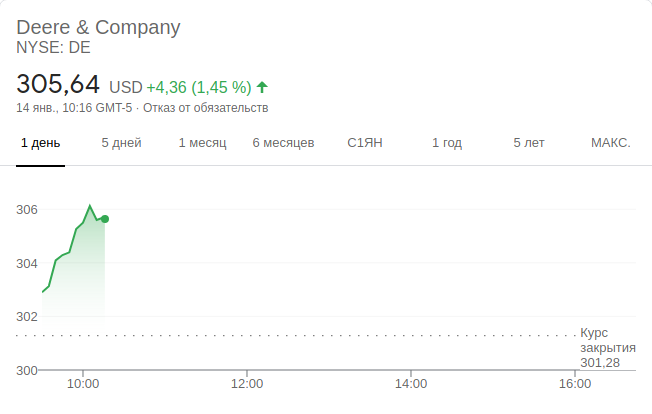 Deere & Company
NYSE: DE
305,64 USD +4,36 (1,45 %)
14 янв., 10:16 GMT-5 · Отказ от обязательств
1 день 5 дней 1 месяц 6 месяцев С1ЯН 1 год 5 лет МАКС.
306
304
302
Курс
закрытия
301,28
300
10:00 12:00 14:00 16:00